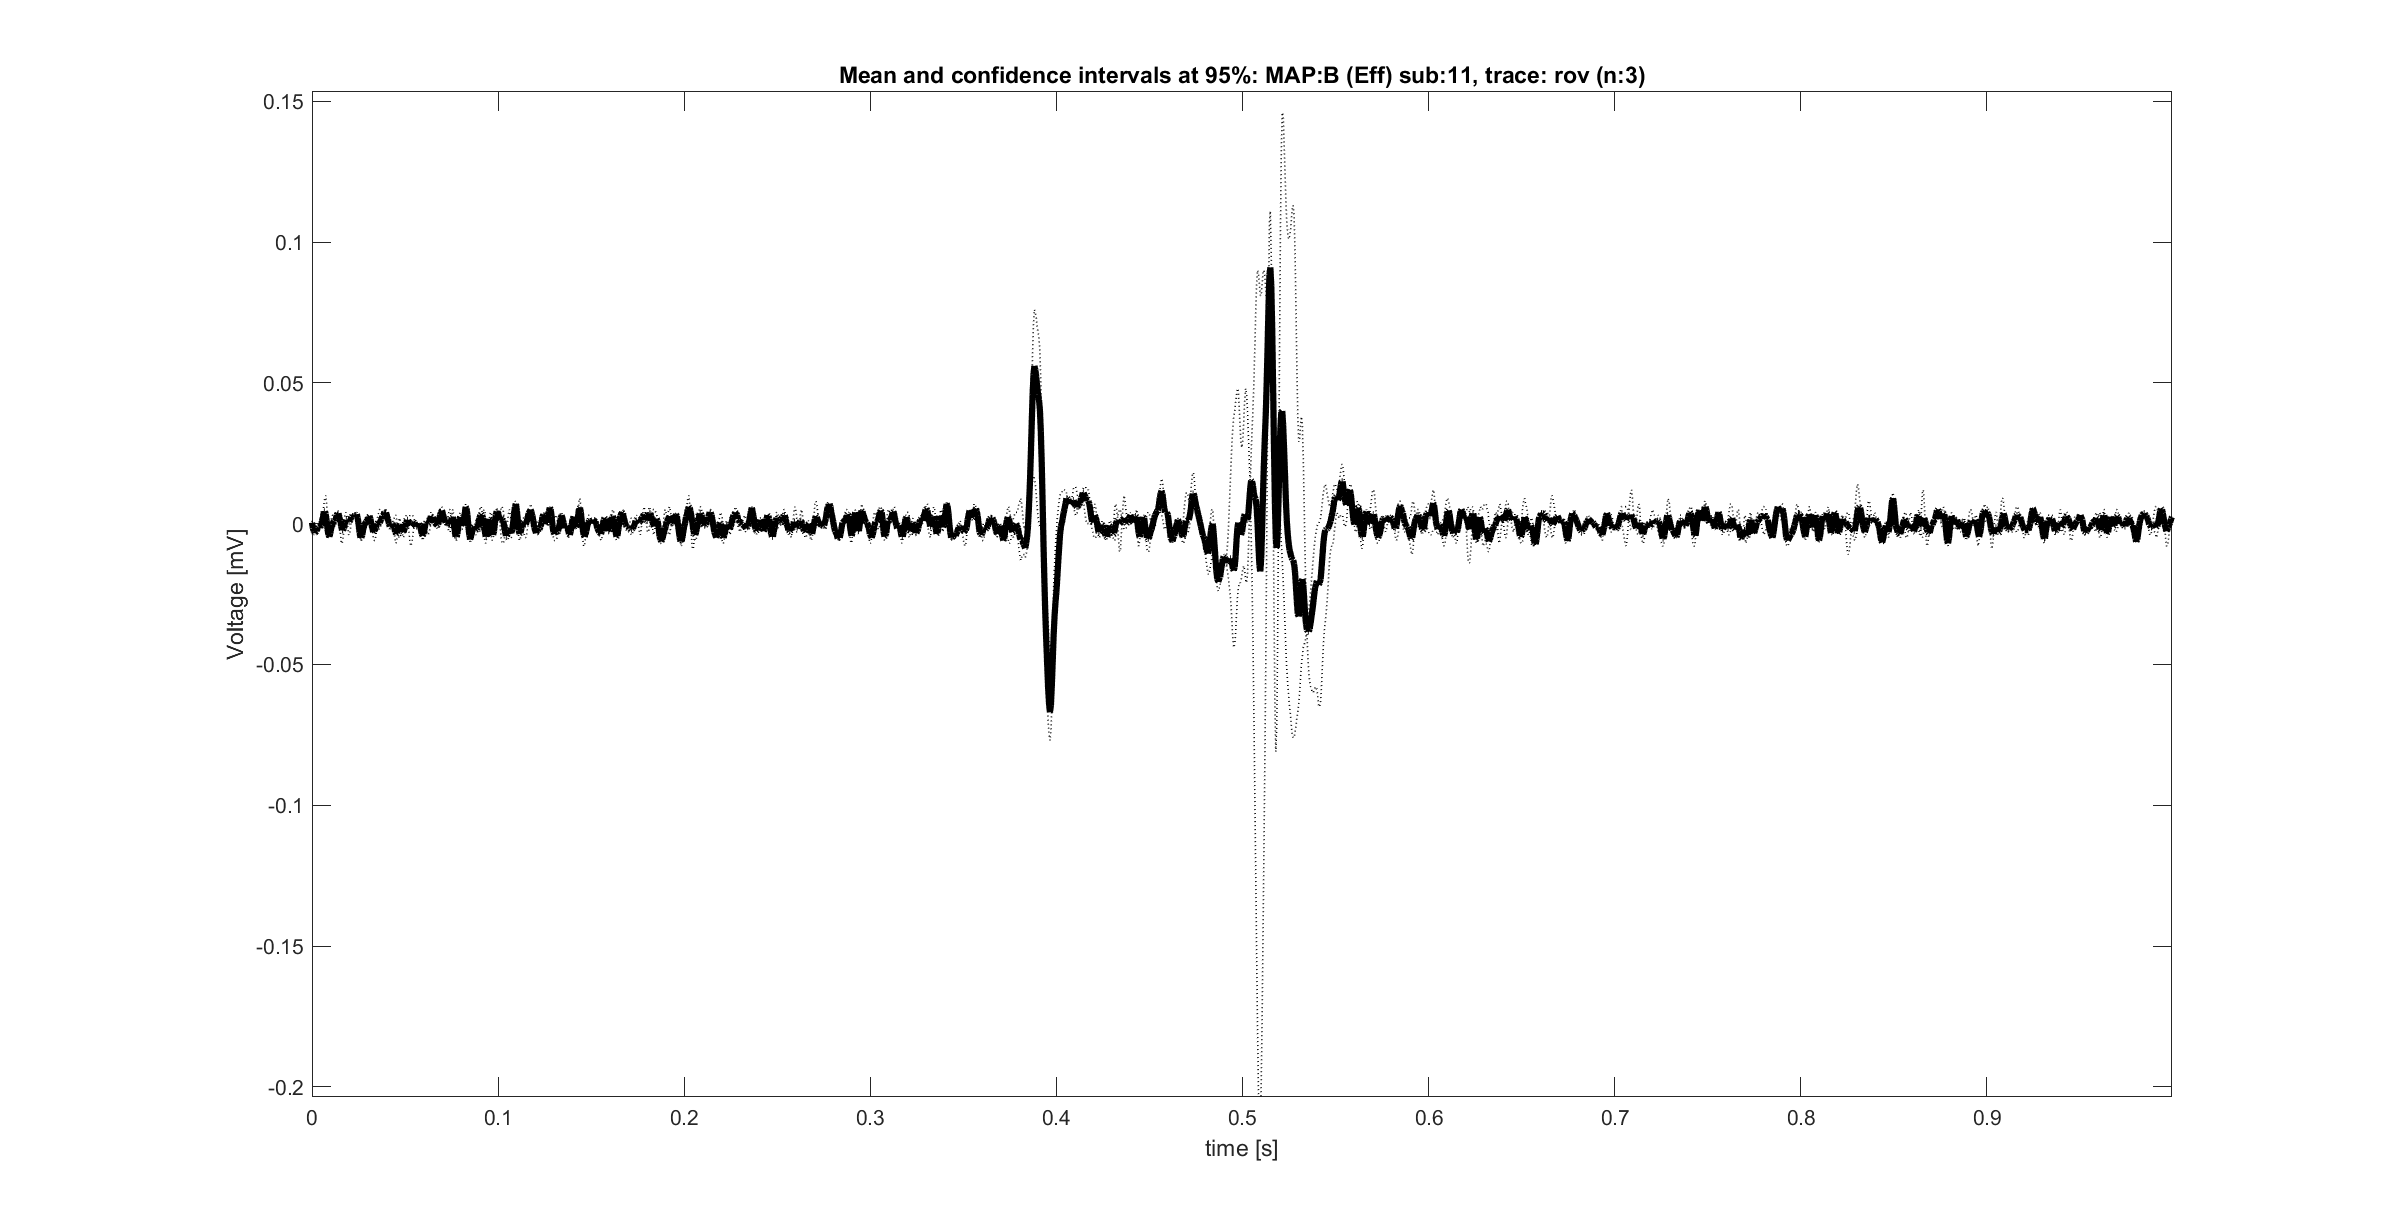 Mean and confidence intervals at 95%: MAP:B (Eff) sub:11, trace: rov (n:3)
0.15
0.1
0.05
0
-0.05
-0.1
-0.15
-0.2
Voltage [mV]
0 0.1 0.2 0.3 0.4 0.5 0.6 0.7 0.8 0.9
time [s]